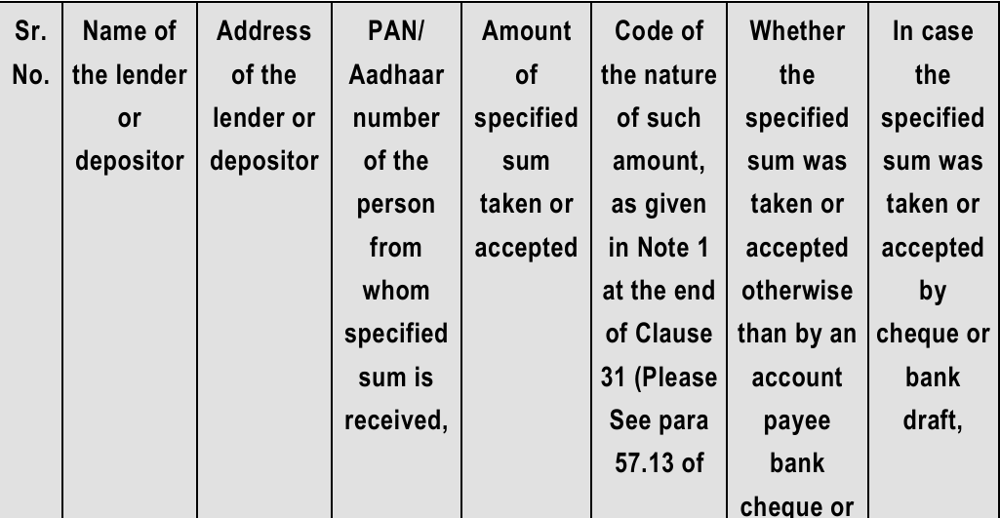 Sr.
No.
Name of
the lender
or
depositor
Address
of the
lender or
depositor
PAN/
Aadhaar
number
of the
person
from
whom
specified
sum is
received,
Amount
of
specified
sum
taken or
accepted
Code of
the nature
of such
amount,
as given
in Note 1
at the end
of Clause
31 (Please
See para
57.13 of
Whether
the
specified
sum was
taken or
accepted
otherwise
than by an
account
payee
bank
cheque or
In case
the
specified
sum was
taken or
accepted
by
cheque or
bank
draft,